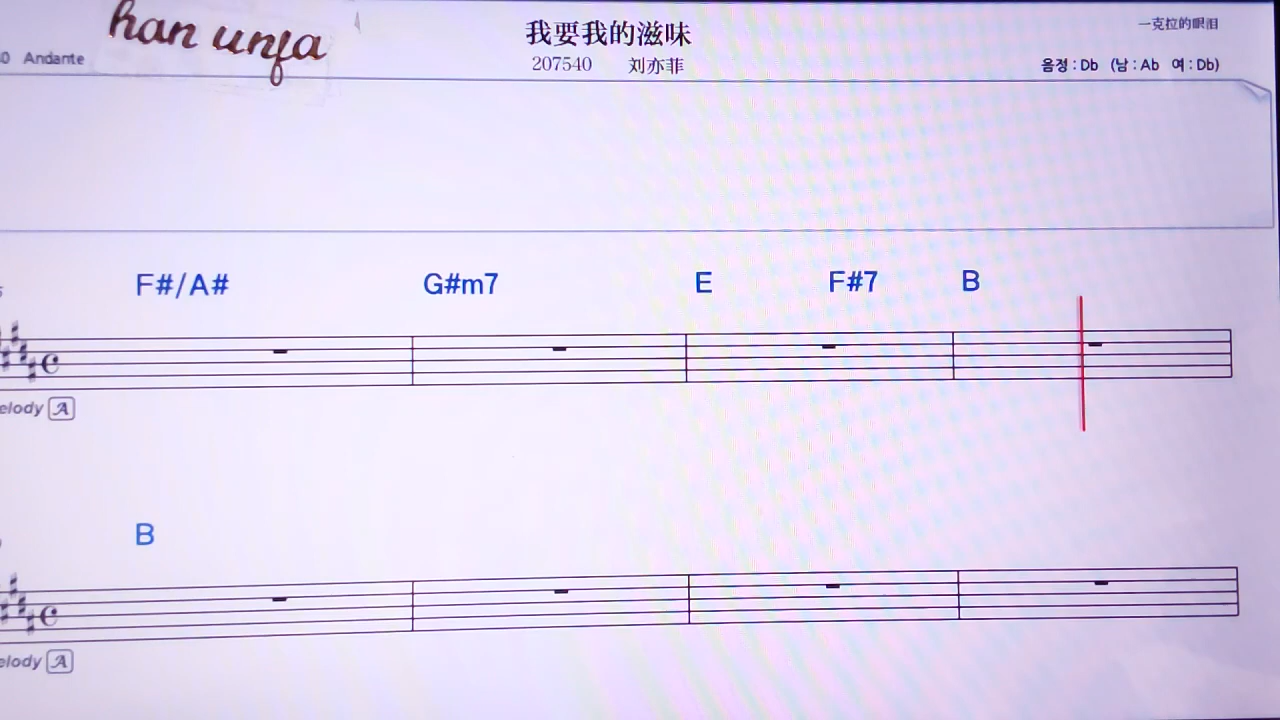 han unfa
我要我的滋味
一克拉的眼泪
0 Andante
207540 刘亦菲
음정 : Db (남 : Ab 여 : Db)
F#/A# G#m7 E F#7 B
elody A
B
elody A